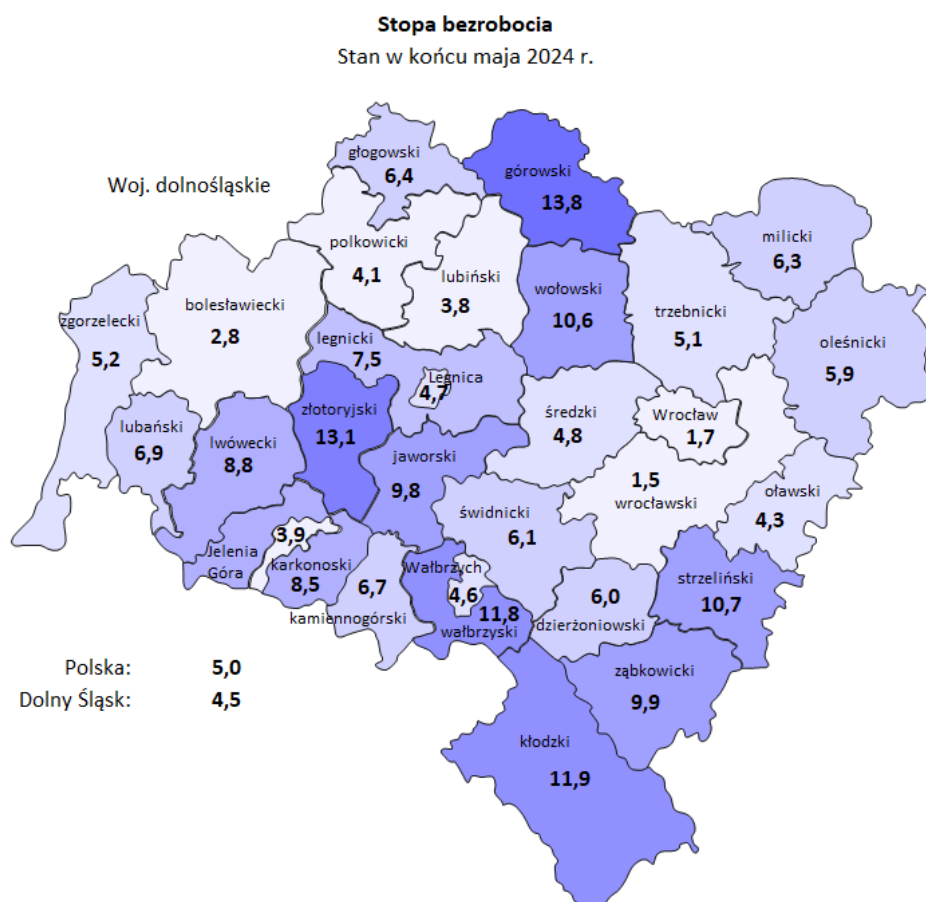 Stopa bezrobocia
Stan w końcu maja 2024 r.
Woj. dolnośląskie
głogowski
6,4
górowski
13,8
milicki
6,3
polkowicki
4,1
lubiński
3,8
wołowski
10,6
trzebnicki
5,1
bolesławiecki
2,8
zgorzelecki
5,2
legnicki
7,5
oleśnicki
5,9
Legnica
4,7
złotoryjski
13,1
średzki
4,8
Wrocław
1,7
lubański
6,9
lwówecki
8,8
jaworski
9,8
1,5
wrocławski
oławski
4,3
świdnicki
6,1
3,9
Jelenia
Góra
karkonoski
8,5
6,7
kamiennogórski
Wałbrzych
4,6
11,8
wałbrzyski
6,0
dzierżoniowski
strzeliński
10,7
ząbkowicki
9,9
kłodzki
11,9
Polska: 5,0
Dolny Śląsk: 4,5